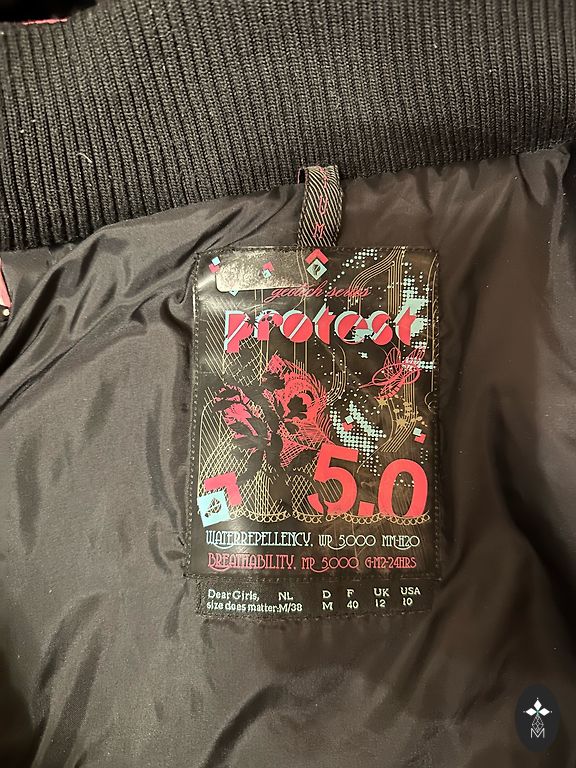 protest
5.0
WATERREPELLENCY, WP 5000 MM-H2O
BREATHABILITY, MP 5000 G-M2-24HRS
Dear Girls, NL D F UK USA
size does matter: M/38 M 40 12 10
M